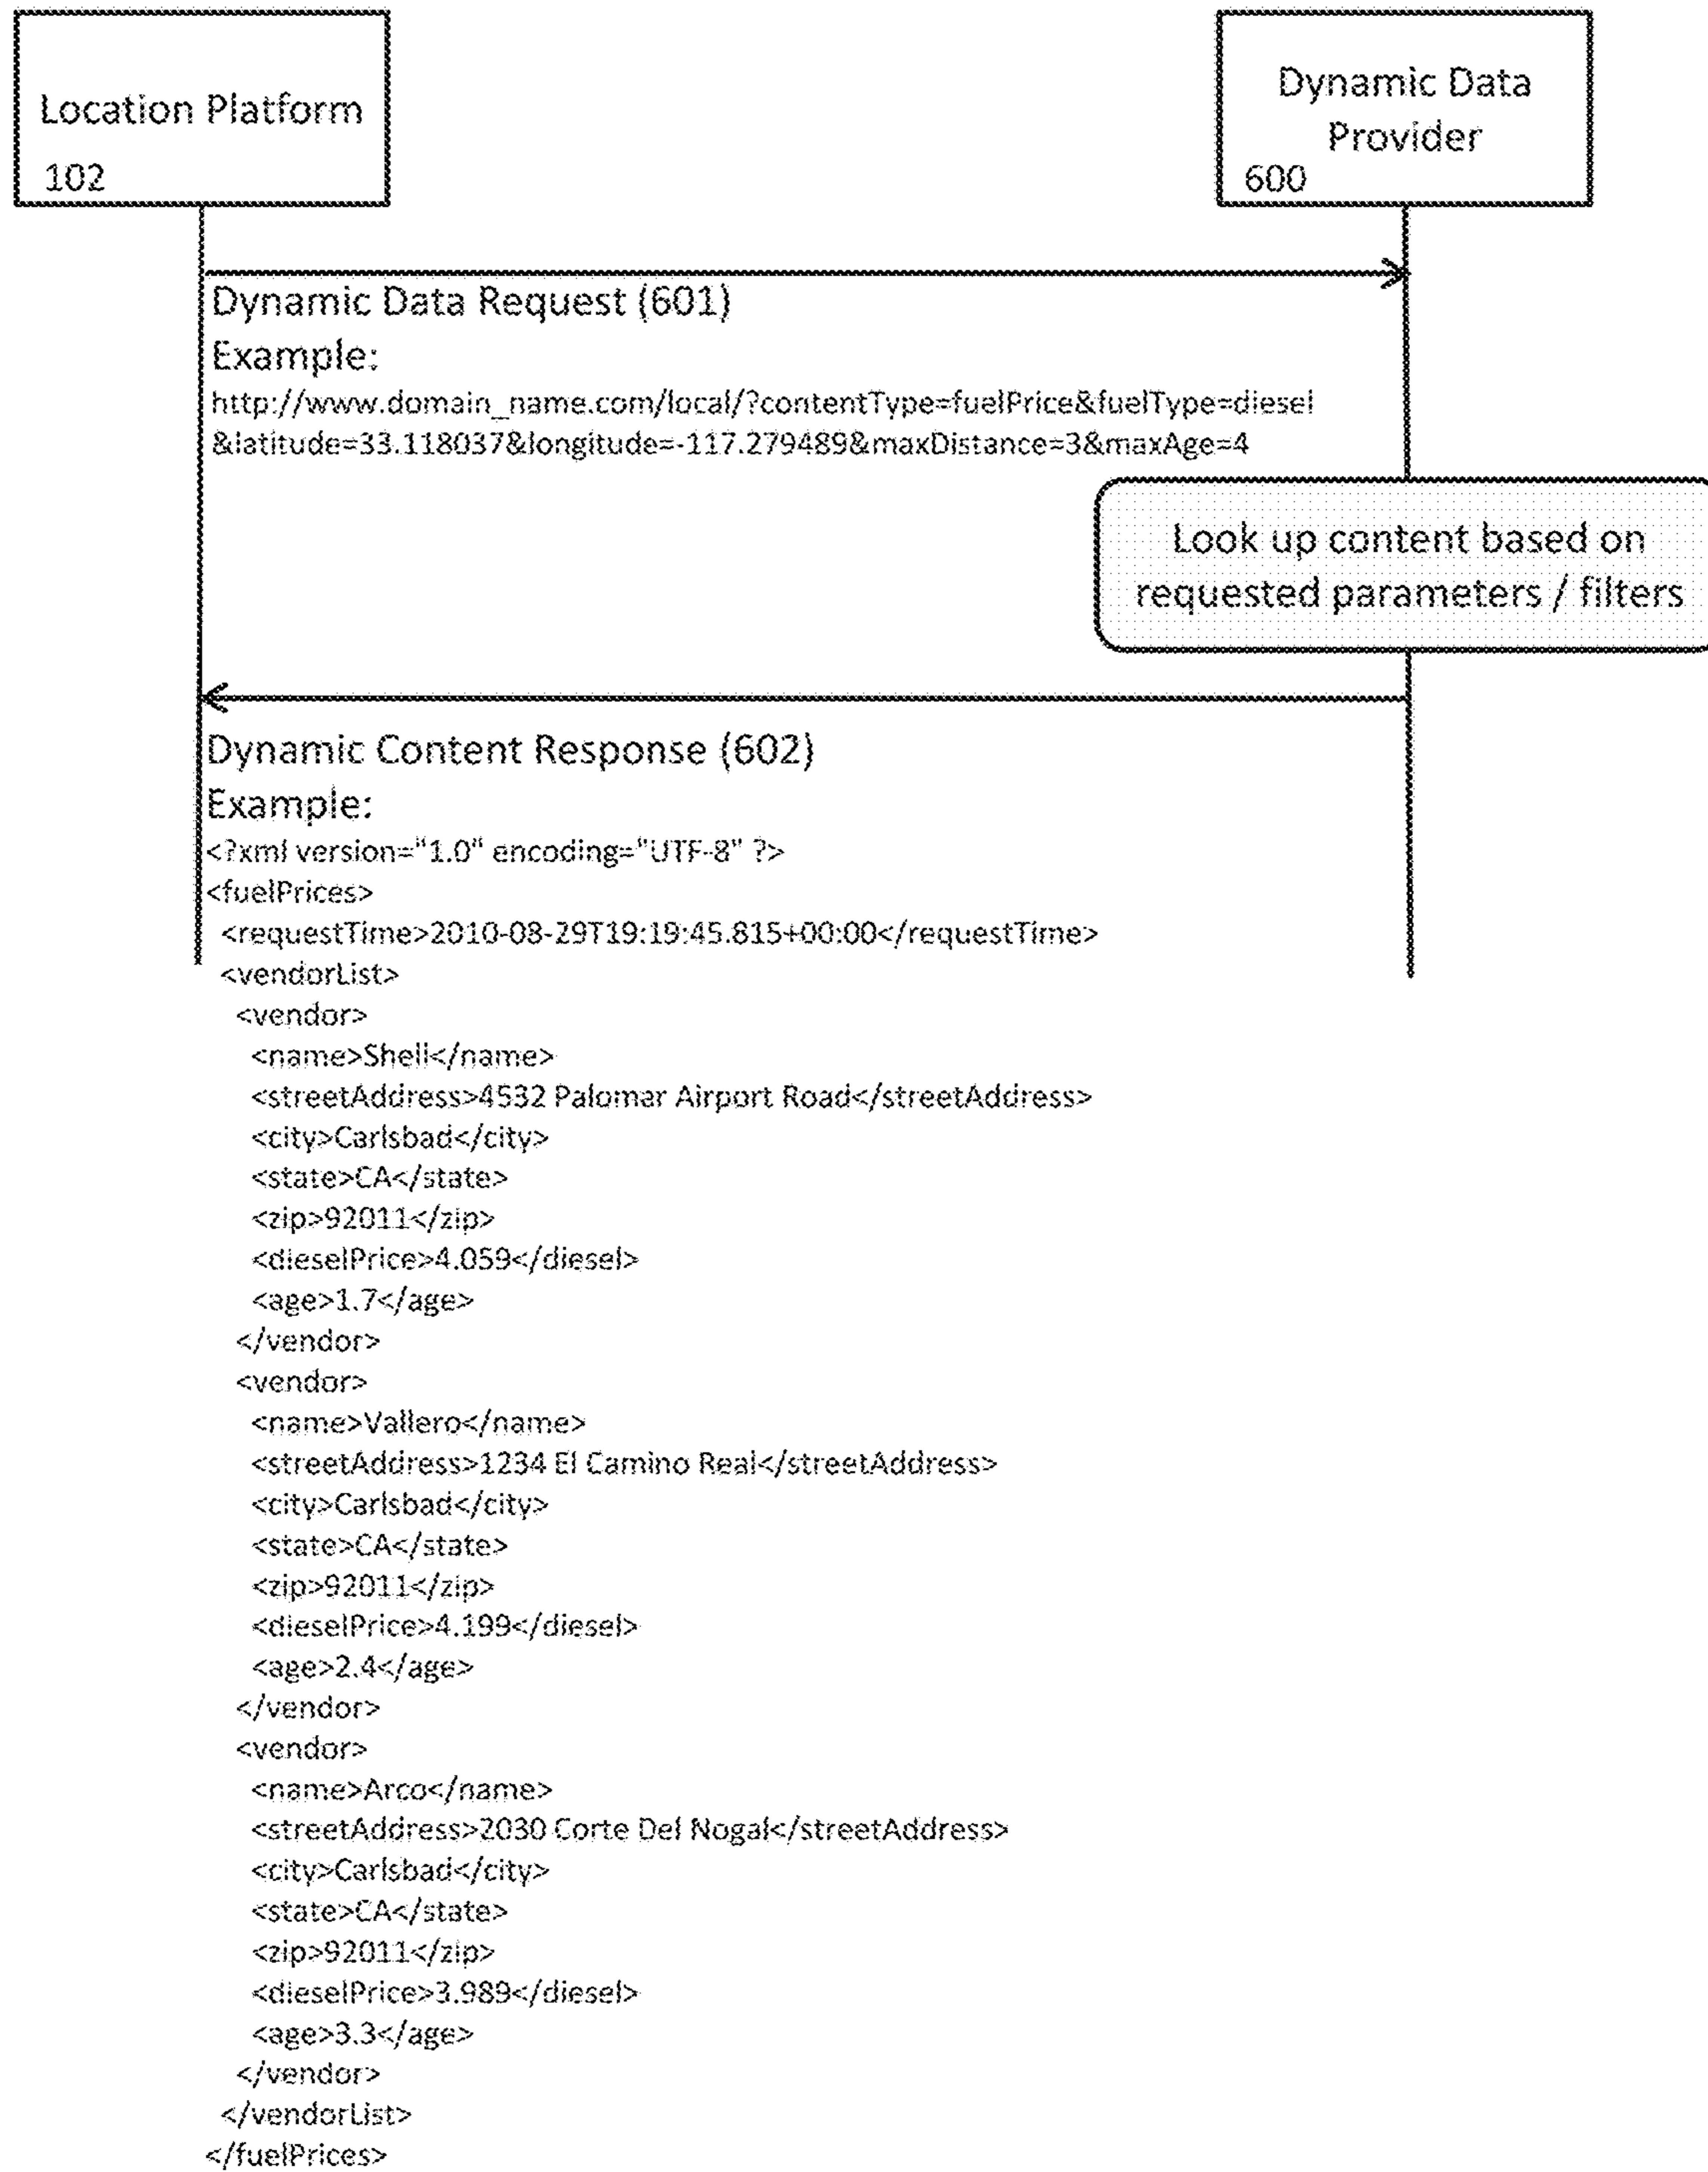 Location Platform
102
Dynamic Data
Provider
600
Dynamic Data Request (601)
Example:
http://www.domain_name.com/local/?contentType=fuelPrice&fuelType=diesel
&latitude=33.118037&longitude=-117.279489&maxDistance=3&maxAge=4
Look up content based on
requested parameters / filters
Dynamic Content Response (602)
Example:
<?xml version="1.0" encoding="UTF-8" ?>
<fuelPrices>
<requestTime>2010-08-29T19:19:45.815+00:00</requestTime>
<vendorList>
<vendor>
<name>Shell</name>
<streetAddress>4532 Palomar Airport Road</streetAddress>
<city>Carlsbad</city>
<state>CA</state>
<zip>92011</zip>
<dieselPrice>4.059</diesel>
<age>1.7</age>
</vendor>
<vendor>
<name>Vallero</name>
<streetAddress>1234 El Camino Real</streetAddress>
<city>Carlsbad</city>
<state>CA</state>
<zip>92011</zip>
<dieselPrice>4.199</diesel>
<age>2.4</age>
</vendor>
<vendor>
<name>Arco</name>
<streetAddress>2030 Corte Del Nogal</streetAddress>
<city>Carlsbad</city>
<state>CA</state>
<zip>92011</zip>
<dieselPrice>3.989</diesel>
<age>3.3</age>
</vendor>
</vendorList>
</fuelPrices>